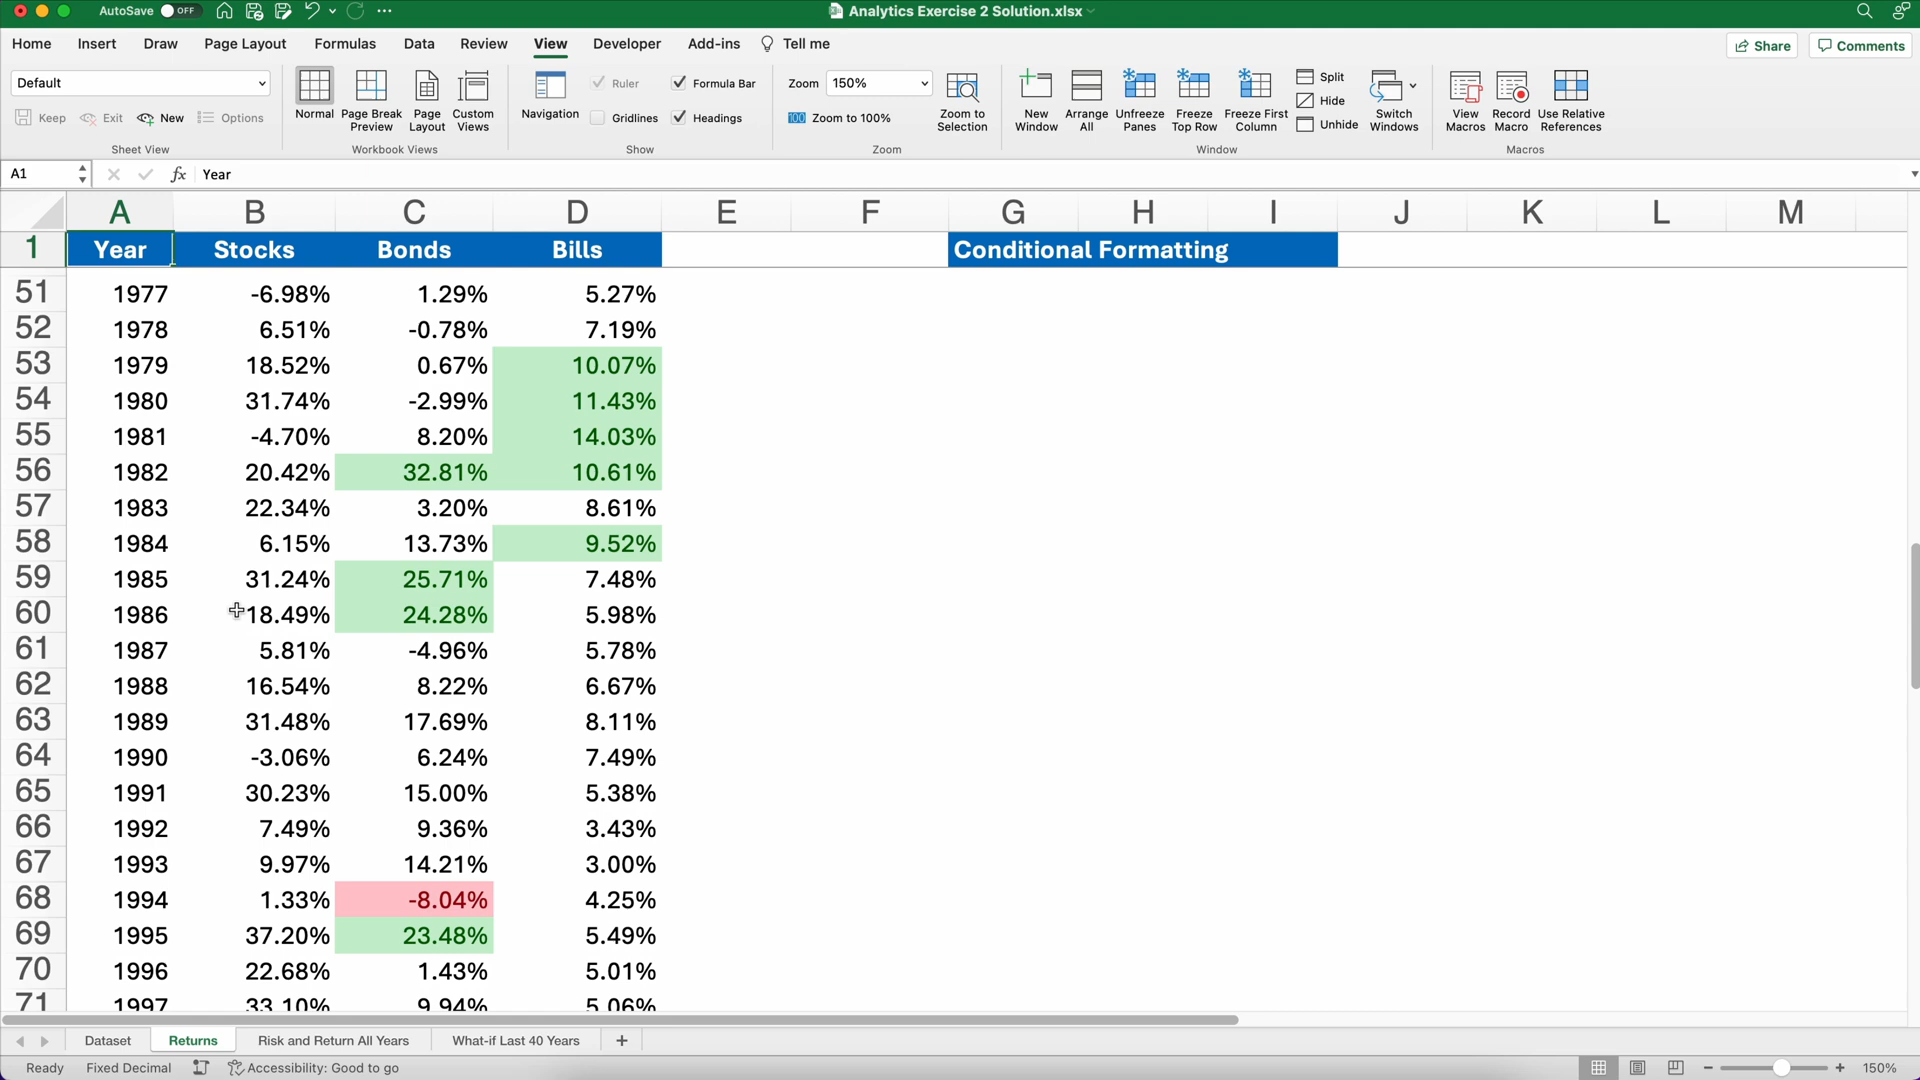 AutoSave OFF Analytics Exercise 2 Solution.xlsx
Home Insert Draw Page Layout Formulas Data Review View Developer Add-ins Tell me Share Comments
Default
Keep Exit New Options
Sheet View
Normal Page Break Preview Page Layout Custom Views
Workbook Views
Navigation Ruler Formula Bar
Gridlines Headings
Show
Zoom 150%
100 Zoom to 100%
Zoom to Selection
Zoom
New Window Arrange All Unfreeze Panes Freeze Top Row Freeze First Column
Split
Hide
Unhide
Switch Windows
Window
View Macros Record Macro Use Relative References
Macros
A1 fx Year
A B C D E F G H I J K L M
1 Year Stocks Bonds Bills Conditional Formatting
51 1977 -6.98% 1.29% 5.27%
52 1978 6.51% -0.78% 7.19%
53 1979 18.52% 0.67% 10.07%
54 1980 31.74% -2.99% 11.43%
55 1981 -4.70% 8.20% 14.03%
56 1982 20.42% 32.81% 10.61%
57 1983 22.34% 3.20% 8.61%
58 1984 6.15% 13.73% 9.52%
59 1985 31.24% 25.71% 7.48%
60 1986 18.49% 24.28% 5.98%
61 1987 5.81% -4.96% 5.78%
62 1988 16.54% 8.22% 6.67%
63 1989 31.48% 17.69% 8.11%
64 1990 -3.06% 6.24% 7.49%
65 1991 30.23% 15.00% 5.38%
66 1992 7.49% 9.36% 3.43%
67 1993 9.97% 14.21% 3.00%
68 1994 1.33% -8.04% 4.25%
69 1995 37.20% 23.48% 5.49%
70 1996 22.68% 1.43% 5.01%
71 1997 33.10% 9.94% 5.06%
Dataset Returns Risk and Return All Years What-if Last 40 Years
Ready Fixed Decimal Accessibility: Good to go 150%